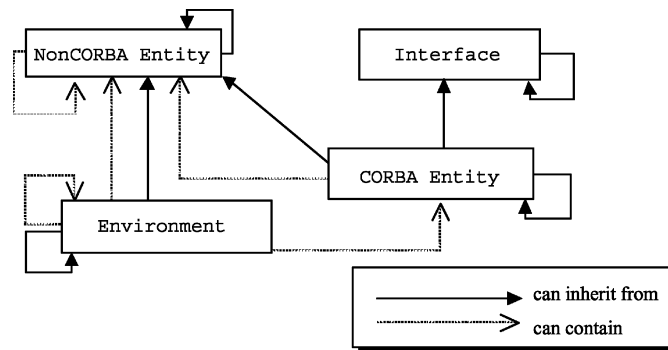 NonCORBA Entity
Interface
CORBA Entity
Environment
can inherit from
can contain